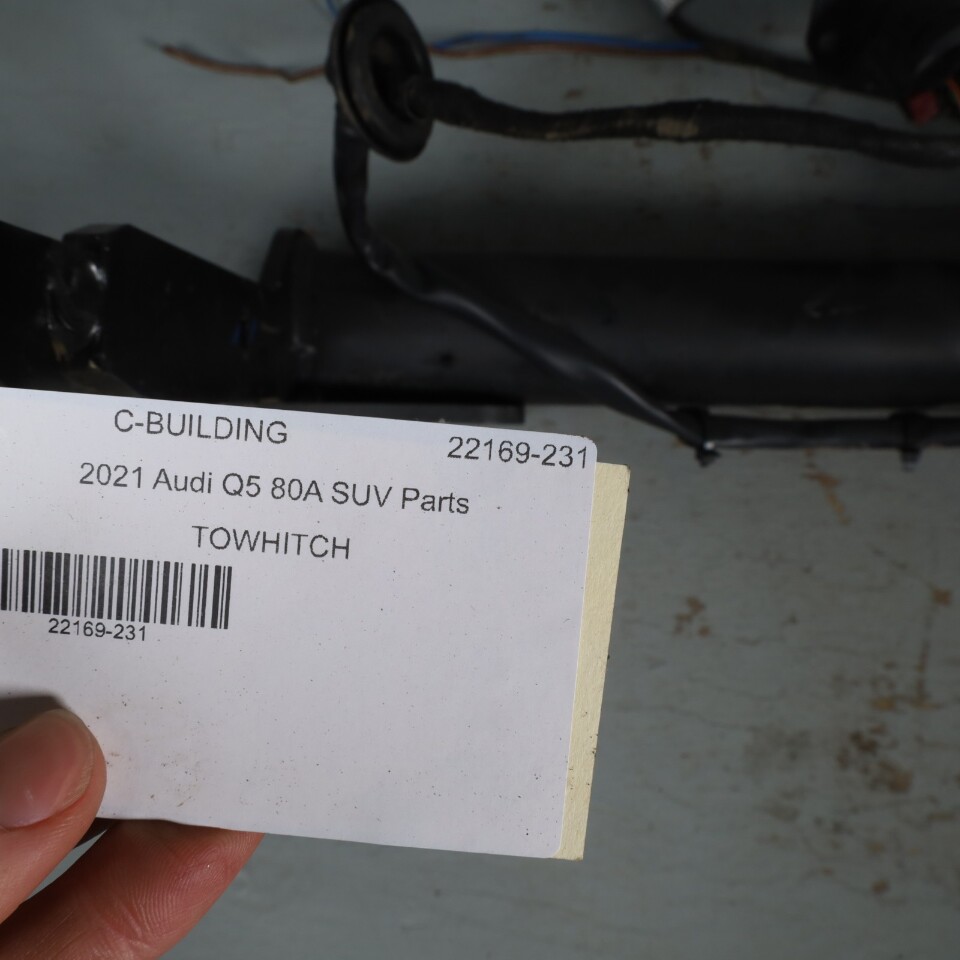 C-BUILDING
22169-231
2021 Audi Q5 80A SUV Parts
TOWHITCH
22169-231